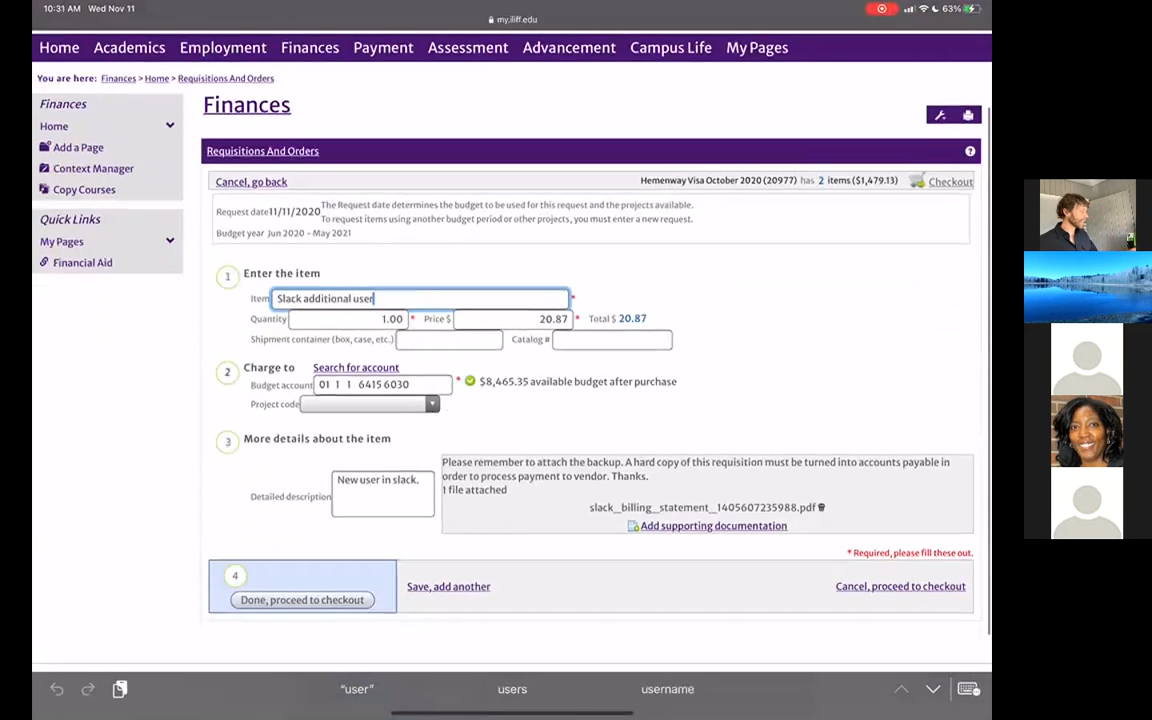 10:31 AM Wed Nov 11
63%
my.iliff.edu
Home Academics Employment Finances Payment Assessment Advancement Campus Life My Pages
You are here: Finances > Home > Requisitions And Orders
Finances
Home
Add a Page
Context Manager
Copy Courses
Quick Links
My Pages
Financial Aid
Finances
Requisitions And Orders
Cancel, go back
Hemenway Visa October 2020 (20977) has 2 items ($1,479.13) Checkout
Request date 11/11/2020 The Request date determines the budget to be used for this request and the projects available.
To request items using another budget period or other projects, you must enter a new request.
Budget year Jun 2020 - May 2021
1 Enter the item
Item Slack additional user *
Quantity 1.00 * Price $ 20.87 * Total $ 20.87
Shipment container (box, case, etc.) Catalog #
2 Charge to Search for account
Budget account 01 1 1 6415 6030 * $8,465.35 available budget after purchase
Project code
3 More details about the item
Detailed description New user in slack.
Please remember to attach the backup. A hard copy of this requisition must be turned into accounts payable in
order to process payment to vendor. Thanks.
1 file attached
slack_billing_statement_1405607235988.pdf
Add supporting documentation
* Required, please fill these out.
4
Done, proceed to checkout
Save, add another
Cancel, proceed to checkout
"user" users username